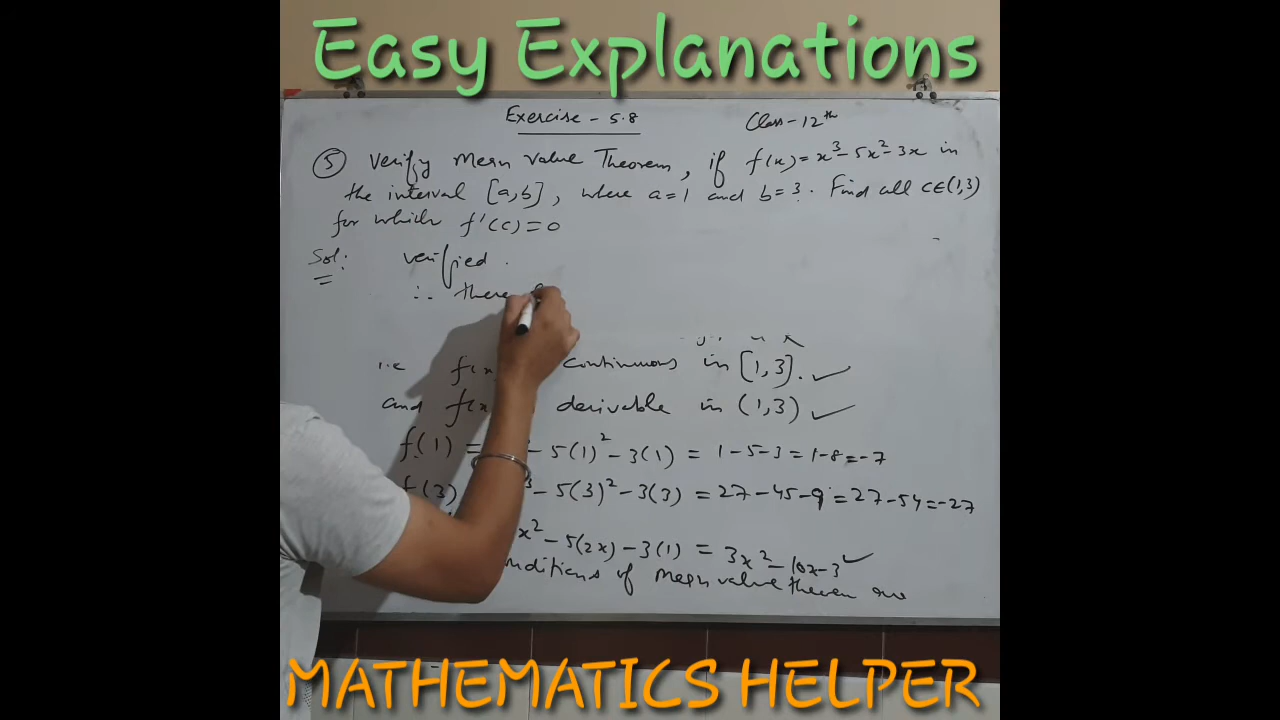 Easy Explanations
Exercise - 5.8 Class - 12th
⑤ Verify Mean Value Theorem, if f(x) = x³ - 5x² - 3x in
the interval [a,b], where a=1 and b=3. Find all c∈(1,3)
for which f'(c) = 0
Sol: verified.
∴ there
i.e f(x continuous in [1,3]. ✓
and f(x derivable in (1,3) ✓
f(1) = - 5(1)² - 3(1) = 1-5-3 = 1-8 = -7
f(3) ³ - 5(3)² - 3(3) = 27-45-9 = 27-54 = -27
x² - 5(2x) - 3(1) = 3x² - 10x - 3 ✓
nditions of Mean value theorem are
MATHEMATICS HELPER